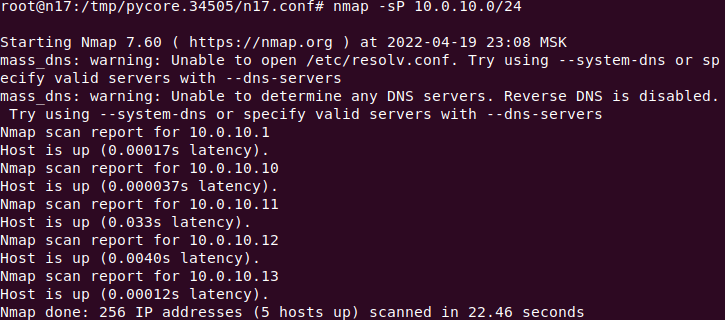 root@n17:/tmp/pycore.34505/n17.conf# nmap -sP 10.0.10.0/24
Starting Nmap 7.60 ( https://nmap.org ) at 2022-04-19 23:08 MSK
mass_dns: warning: Unable to open /etc/resolv.conf. Try using --system-dns or sp
ecify valid servers with --dns-servers
mass_dns: warning: Unable to determine any DNS servers. Reverse DNS is disabled.
 Try using --system-dns or specify valid servers with --dns-servers
Nmap scan report for 10.0.10.1
Host is up (0.00017s latency).
Nmap scan report for 10.0.10.10
Host is up (0.000037s latency).
Nmap scan report for 10.0.10.11
Host is up (0.033s latency).
Nmap scan report for 10.0.10.12
Host is up (0.0040s latency).
Nmap scan report for 10.0.10.13
Host is up (0.00012s latency).
Nmap done: 256 IP addresses (5 hosts up) scanned in 22.46 seconds